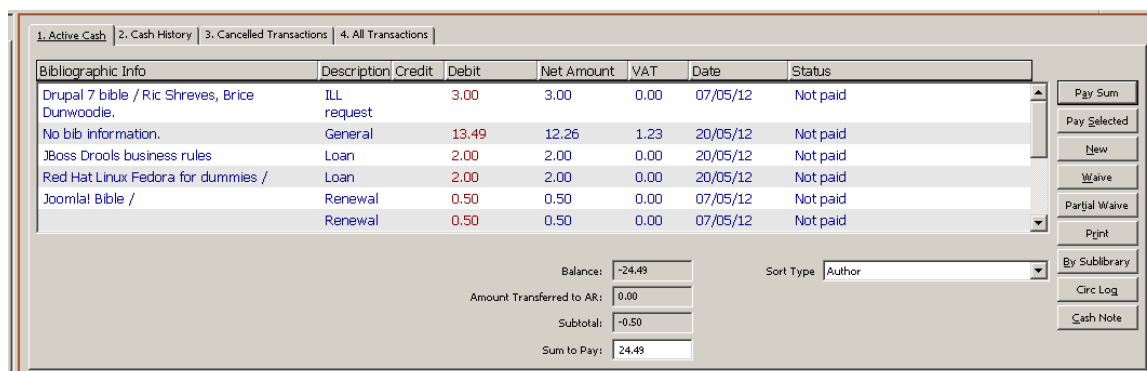 1. Active Cash 2. Cash History 3. Cancelled Transactions 4. All Transactions
Bibliographic Info Description Credit Debit Net Amount VAT Date Status
Drupal 7 bible / Ric Shreves, Brice ILL 3.00 3.00 0.00 07/05/12 Not paid
Dunwoodie. request
No bib information. General 13.49 12.26 1.23 20/05/12 Not paid
JBoss Drools business rules Loan 2.00 2.00 0.00 20/05/12 Not paid
Red Hat Linux Fedora for dummies / Loan 2.00 2.00 0.00 20/05/12 Not paid
Joomla! Bible / Renewal 0.50 0.50 0.00 07/05/12 Not paid
Renewal 0.50 0.50 0.00 07/05/12 Not paid
Pay Sum
Pay Selected
New
Waive
Partial Waive
Print
By Sublibrary
Circ Log
Cash Note
Balance: -24.49 Sort Type Author
Amount Transferred to AR: 0.00
Subtotal: -0.50
Sum to Pay: 24.49